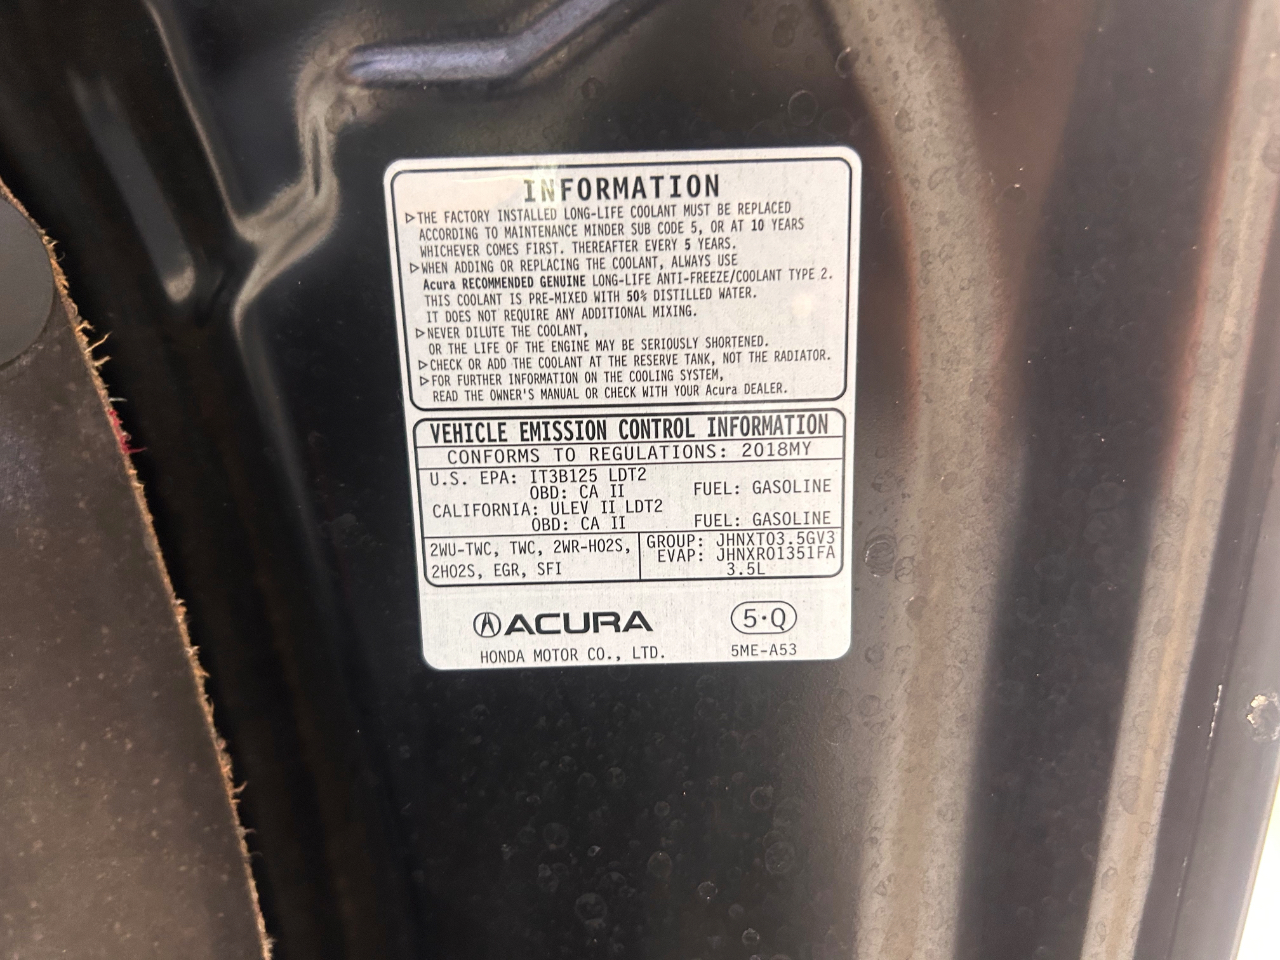 INFORMATION
▷THE FACTORY INSTALLED LONG-LIFE COOLANT MUST BE REPLACED
ACCORDING TO MAINTENANCE MINDER SUB CODE 5, OR AT 10 YEARS
WHICHEVER COMES FIRST. THEREAFTER EVERY 5 YEARS.
▷WHEN ADDING OR REPLACING THE COOLANT, ALWAYS USE
Acura RECOMMENDED GENUINE LONG-LIFE ANTI-FREEZE/COOLANT TYPE 2.
THIS COOLANT IS PRE-MIXED WITH 50% DISTILLED WATER.
IT DOES NOT REQUIRE ANY ADDITIONAL MIXING.
▷NEVER DILUTE THE COOLANT,
OR THE LIFE OF THE ENGINE MAY BE SERIOUSLY SHORTENED.
▷CHECK OR ADD THE COOLANT AT THE RESERVE TANK, NOT THE RADIATOR.
▷FOR FURTHER INFORMATION ON THE COOLING SYSTEM,
READ THE OWNER'S MANUAL OR CHECK WITH YOUR Acura DEALER.
VEHICLE EMISSION CONTROL INFORMATION
CONFORMS TO REGULATIONS: 2018MY
U.S. EPA: IT3B125 LDT2
OBD: CA II FUEL: GASOLINE
CALIFORNIA: ULEV II LDT2
OBD: CA II FUEL: GASOLINE
2WU-TWC, TWC, 2WR-HO2S,
2HO2S, EGR, SFI
GROUP: JHNXT03.5GV3
EVAP: JHNXR01351FA
3.5L
ACURA
5·Q
HONDA MOTOR CO., LTD.
5ME-A53